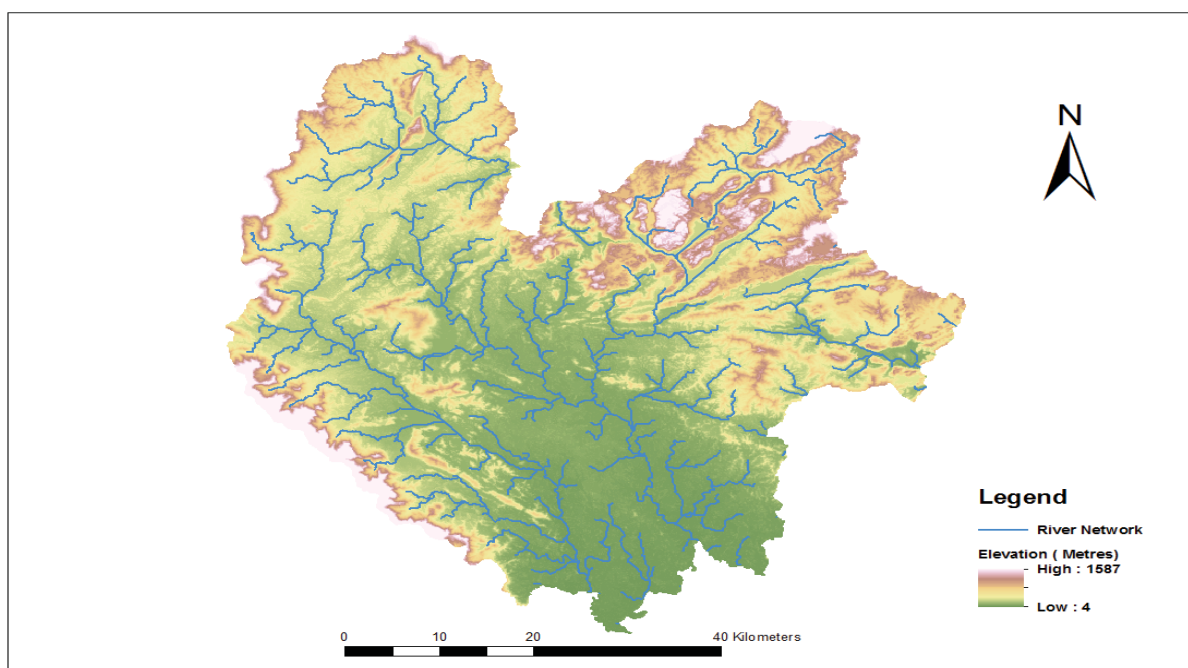 N
Legend
River Network
Elevation ( Metres)
High : 1587
Low : 4
0 10 20 40 Kilometers